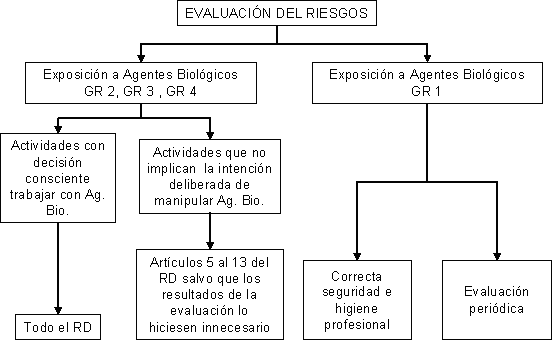 EVALUACIÓN DEL RIESGOS
Exposición a Agentes Biológicos
GR 2, GR 3 , GR 4
Exposición a Agentes Biológicos
GR 1
Actividades con
decisión
consciente
trabajar con Ag.
Bio.
Actividades que no
implican la intención
deliberada de
manipular Ag. Bio.
Todo el RD
Artículos 5 al 13 del
RD salvo que los
resultados de la
evaluación lo
hiciesen innecesario
Correcta
seguridad e
higiene
profesional
Evaluación
periódica